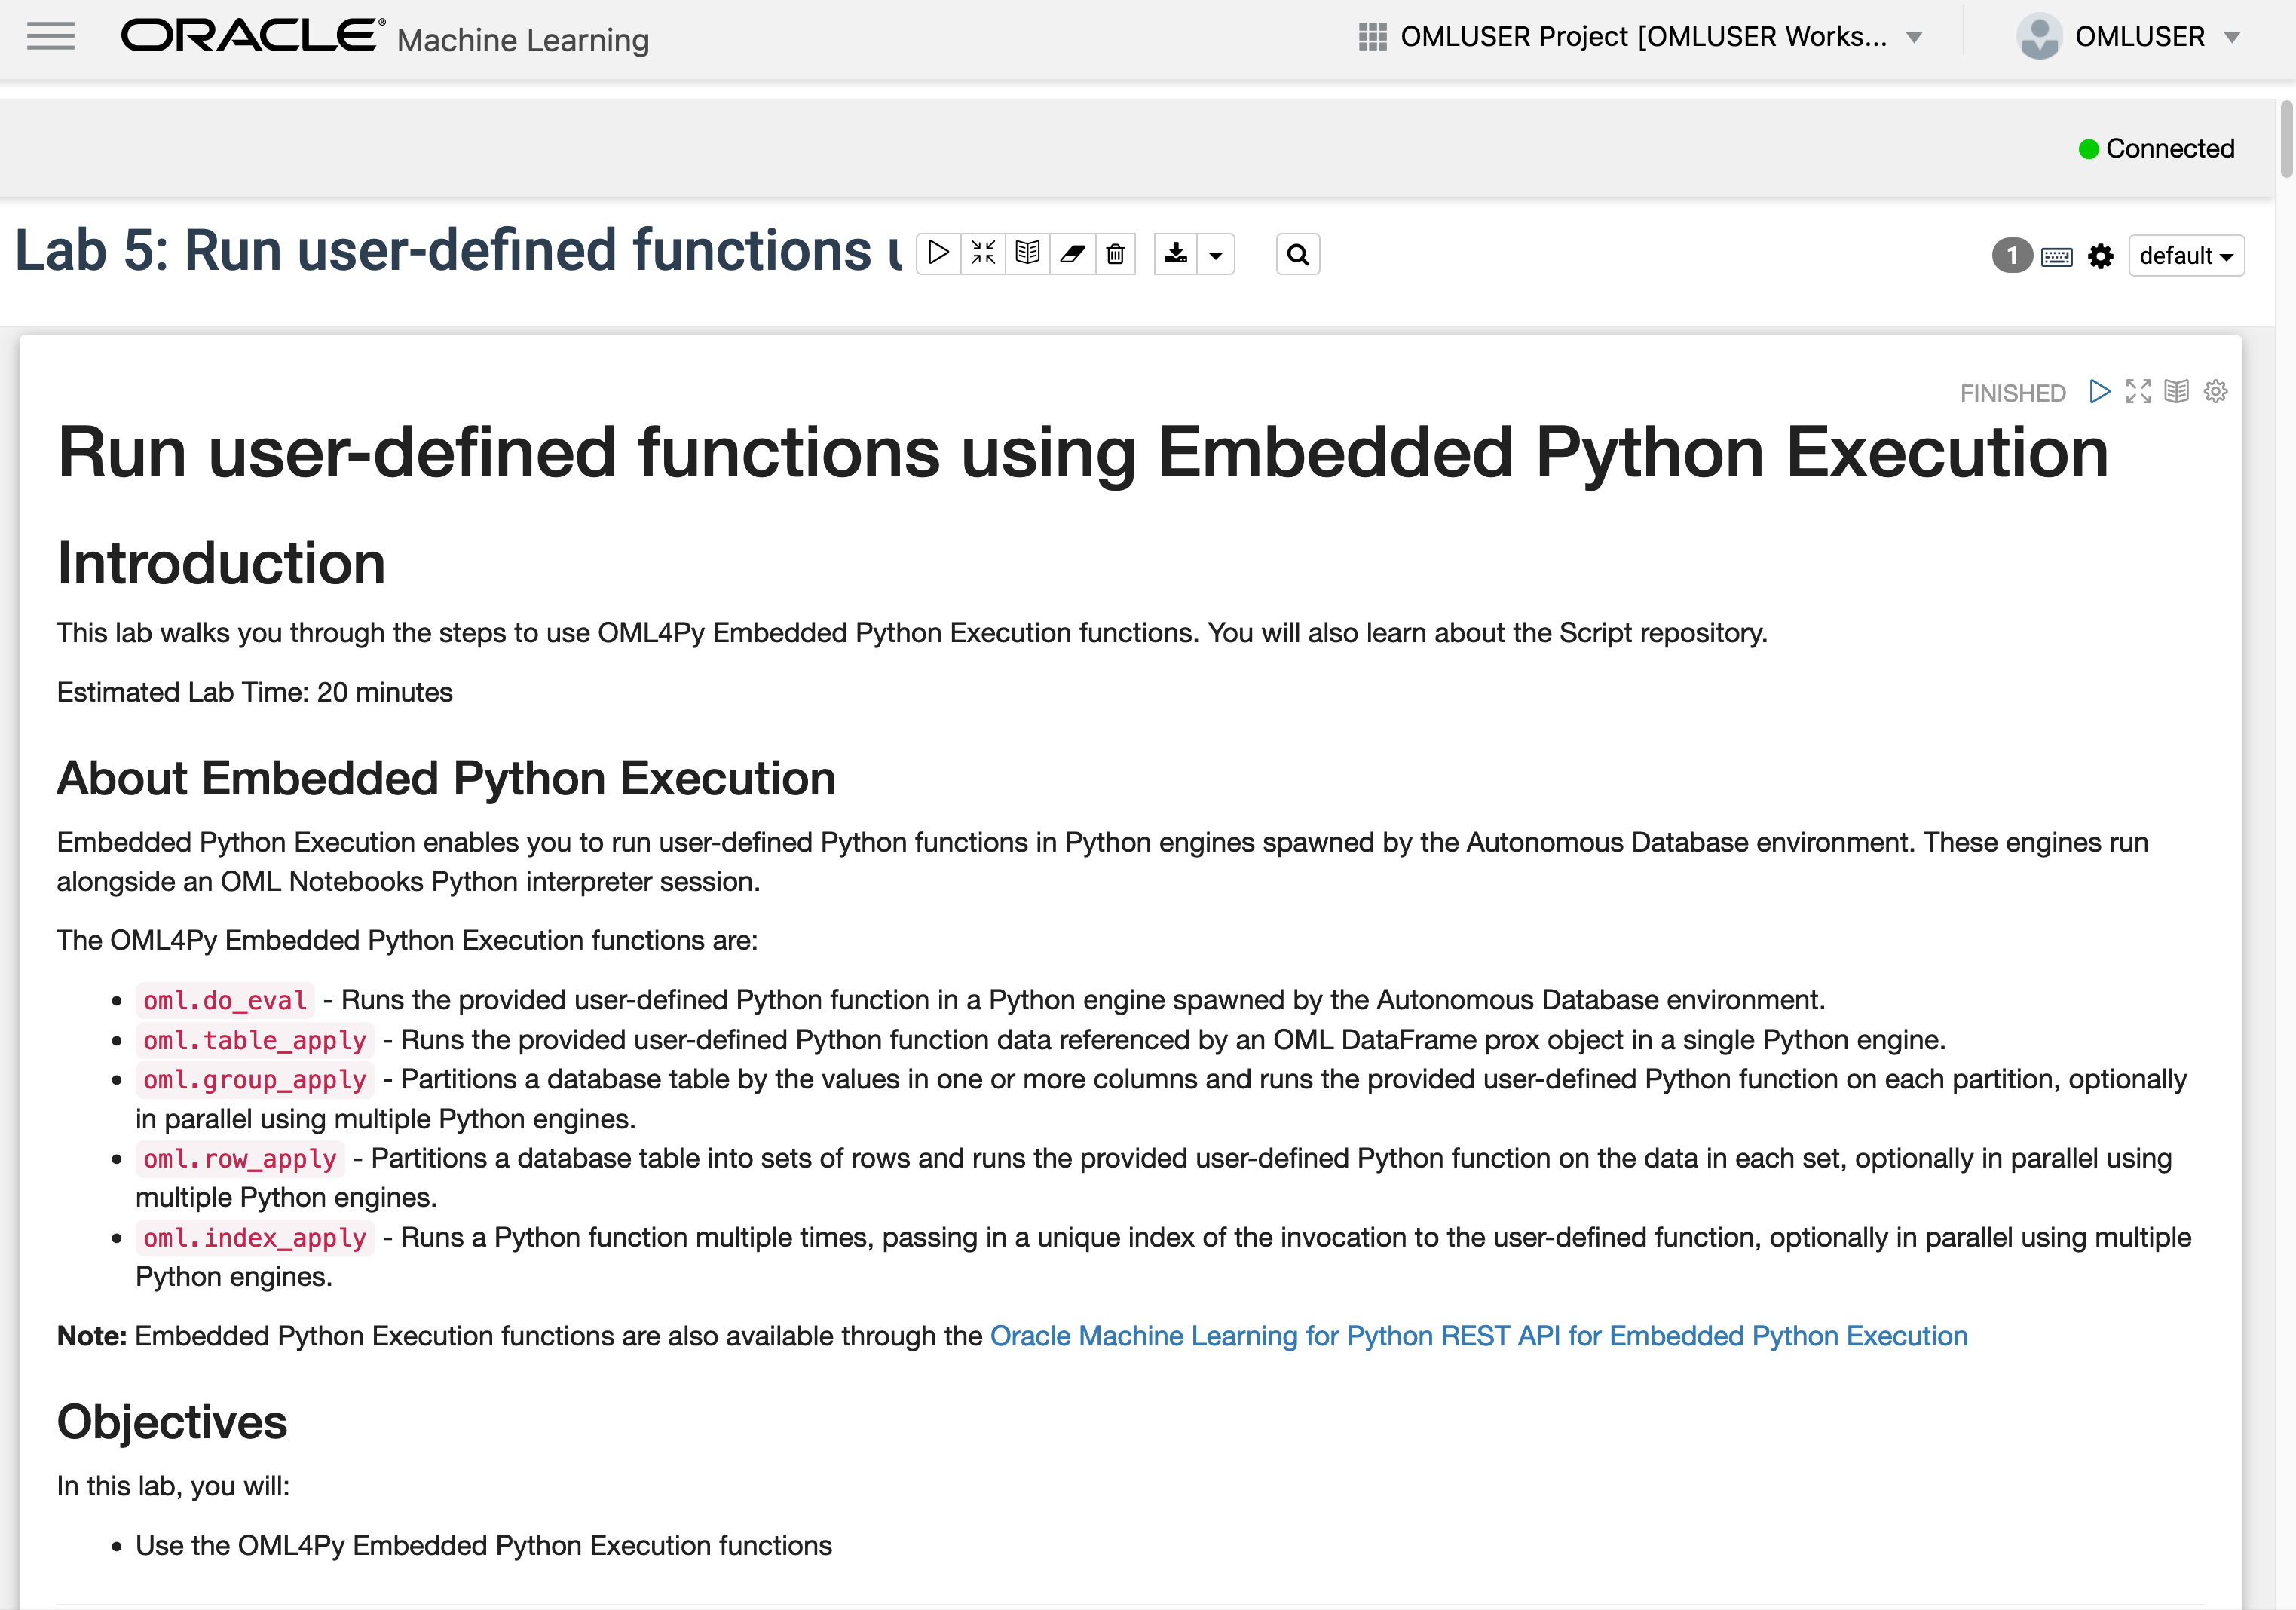 ORACLE® Machine Learning
OMLUSER Project [OMLUSER Works...
OMLUSER
Connected
Lab 5: Run user-defined functions u
1
default
FINISHED
Run user-defined functions using Embedded Python Execution
Introduction
This lab walks you through the steps to use OML4Py Embedded Python Execution functions. You will also learn about the Script repository.
Estimated Lab Time: 20 minutes
About Embedded Python Execution
Embedded Python Execution enables you to run user-defined Python functions in Python engines spawned by the Autonomous Database environment. These engines run
alongside an OML Notebooks Python interpreter session.
The OML4Py Embedded Python Execution functions are:
• oml.do_eval - Runs the provided user-defined Python function in a Python engine spawned by the Autonomous Database environment.
• oml.table_apply - Runs the provided user-defined Python function data referenced by an OML DataFrame prox object in a single Python engine.
• oml.group_apply - Partitions a database table by the values in one or more columns and runs the provided user-defined Python function on each partition, optionally
in parallel using multiple Python engines.
• oml.row_apply - Partitions a database table into sets of rows and runs the provided user-defined Python function on the data in each set, optionally in parallel using
multiple Python engines.
• oml.index_apply - Runs a Python function multiple times, passing in a unique index of the invocation to the user-defined function, optionally in parallel using multiple
Python engines.
Note: Embedded Python Execution functions are also available through the Oracle Machine Learning for Python REST API for Embedded Python Execution
Objectives
In this lab, you will:
• Use the OML4Py Embedded Python Execution functions